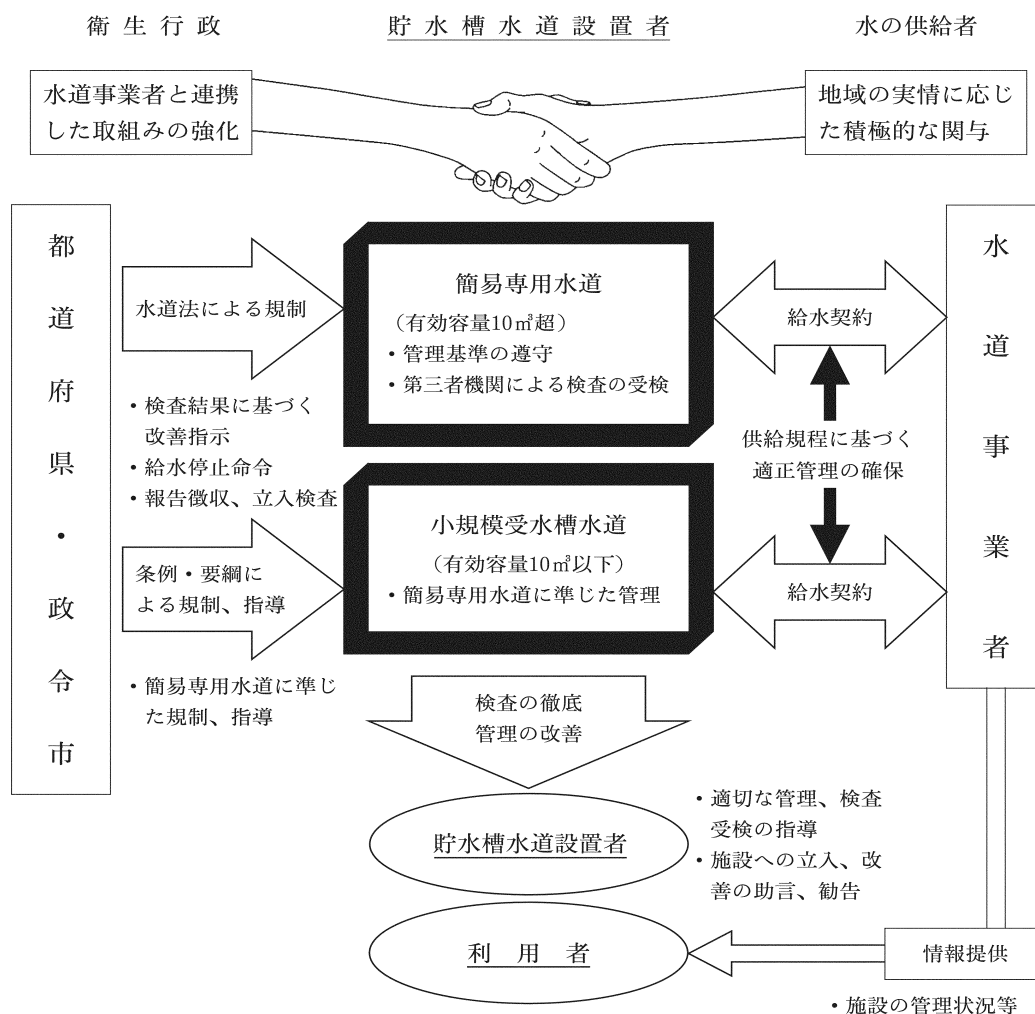 衛生行政
貯水槽水道設置者
水の供給者
水道事業者と連携
した取組みの強化
地域の実情に応じ
た積極的な関与
都道府県・政令市
水道法による規制
・検査結果に基づく
改善指示
・給水停止命令
・報告徴収、立入検査
条例・要綱に
よる規制、指導
・簡易専用水道に準じ
た規制、指導
簡易専用水道
（有効容量10㎥超）
・管理基準の遵守
・第三者機関による検査の受検
小規模受水槽水道
（有効容量10㎥以下）
・簡易専用水道に準じた管理
給水契約
供給規程に基づく
適正管理の確保
給水契約
水道事業者
検査の徹底
管理の改善
貯水槽水道設置者
・適切な管理、検査
受検の指導
・施設への立入、改
善の助言、勧告
利用者
情報提供
・施設の管理状況等